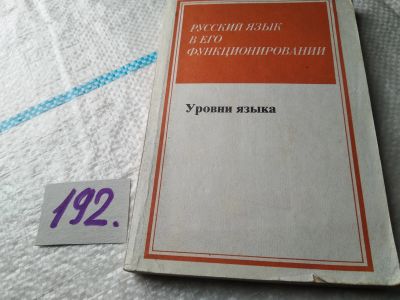 РУССКИЙ ЯЗЫК
В ЕГО
ФУНКЦИОНИРОВАНИИ
Уровни языка
192.